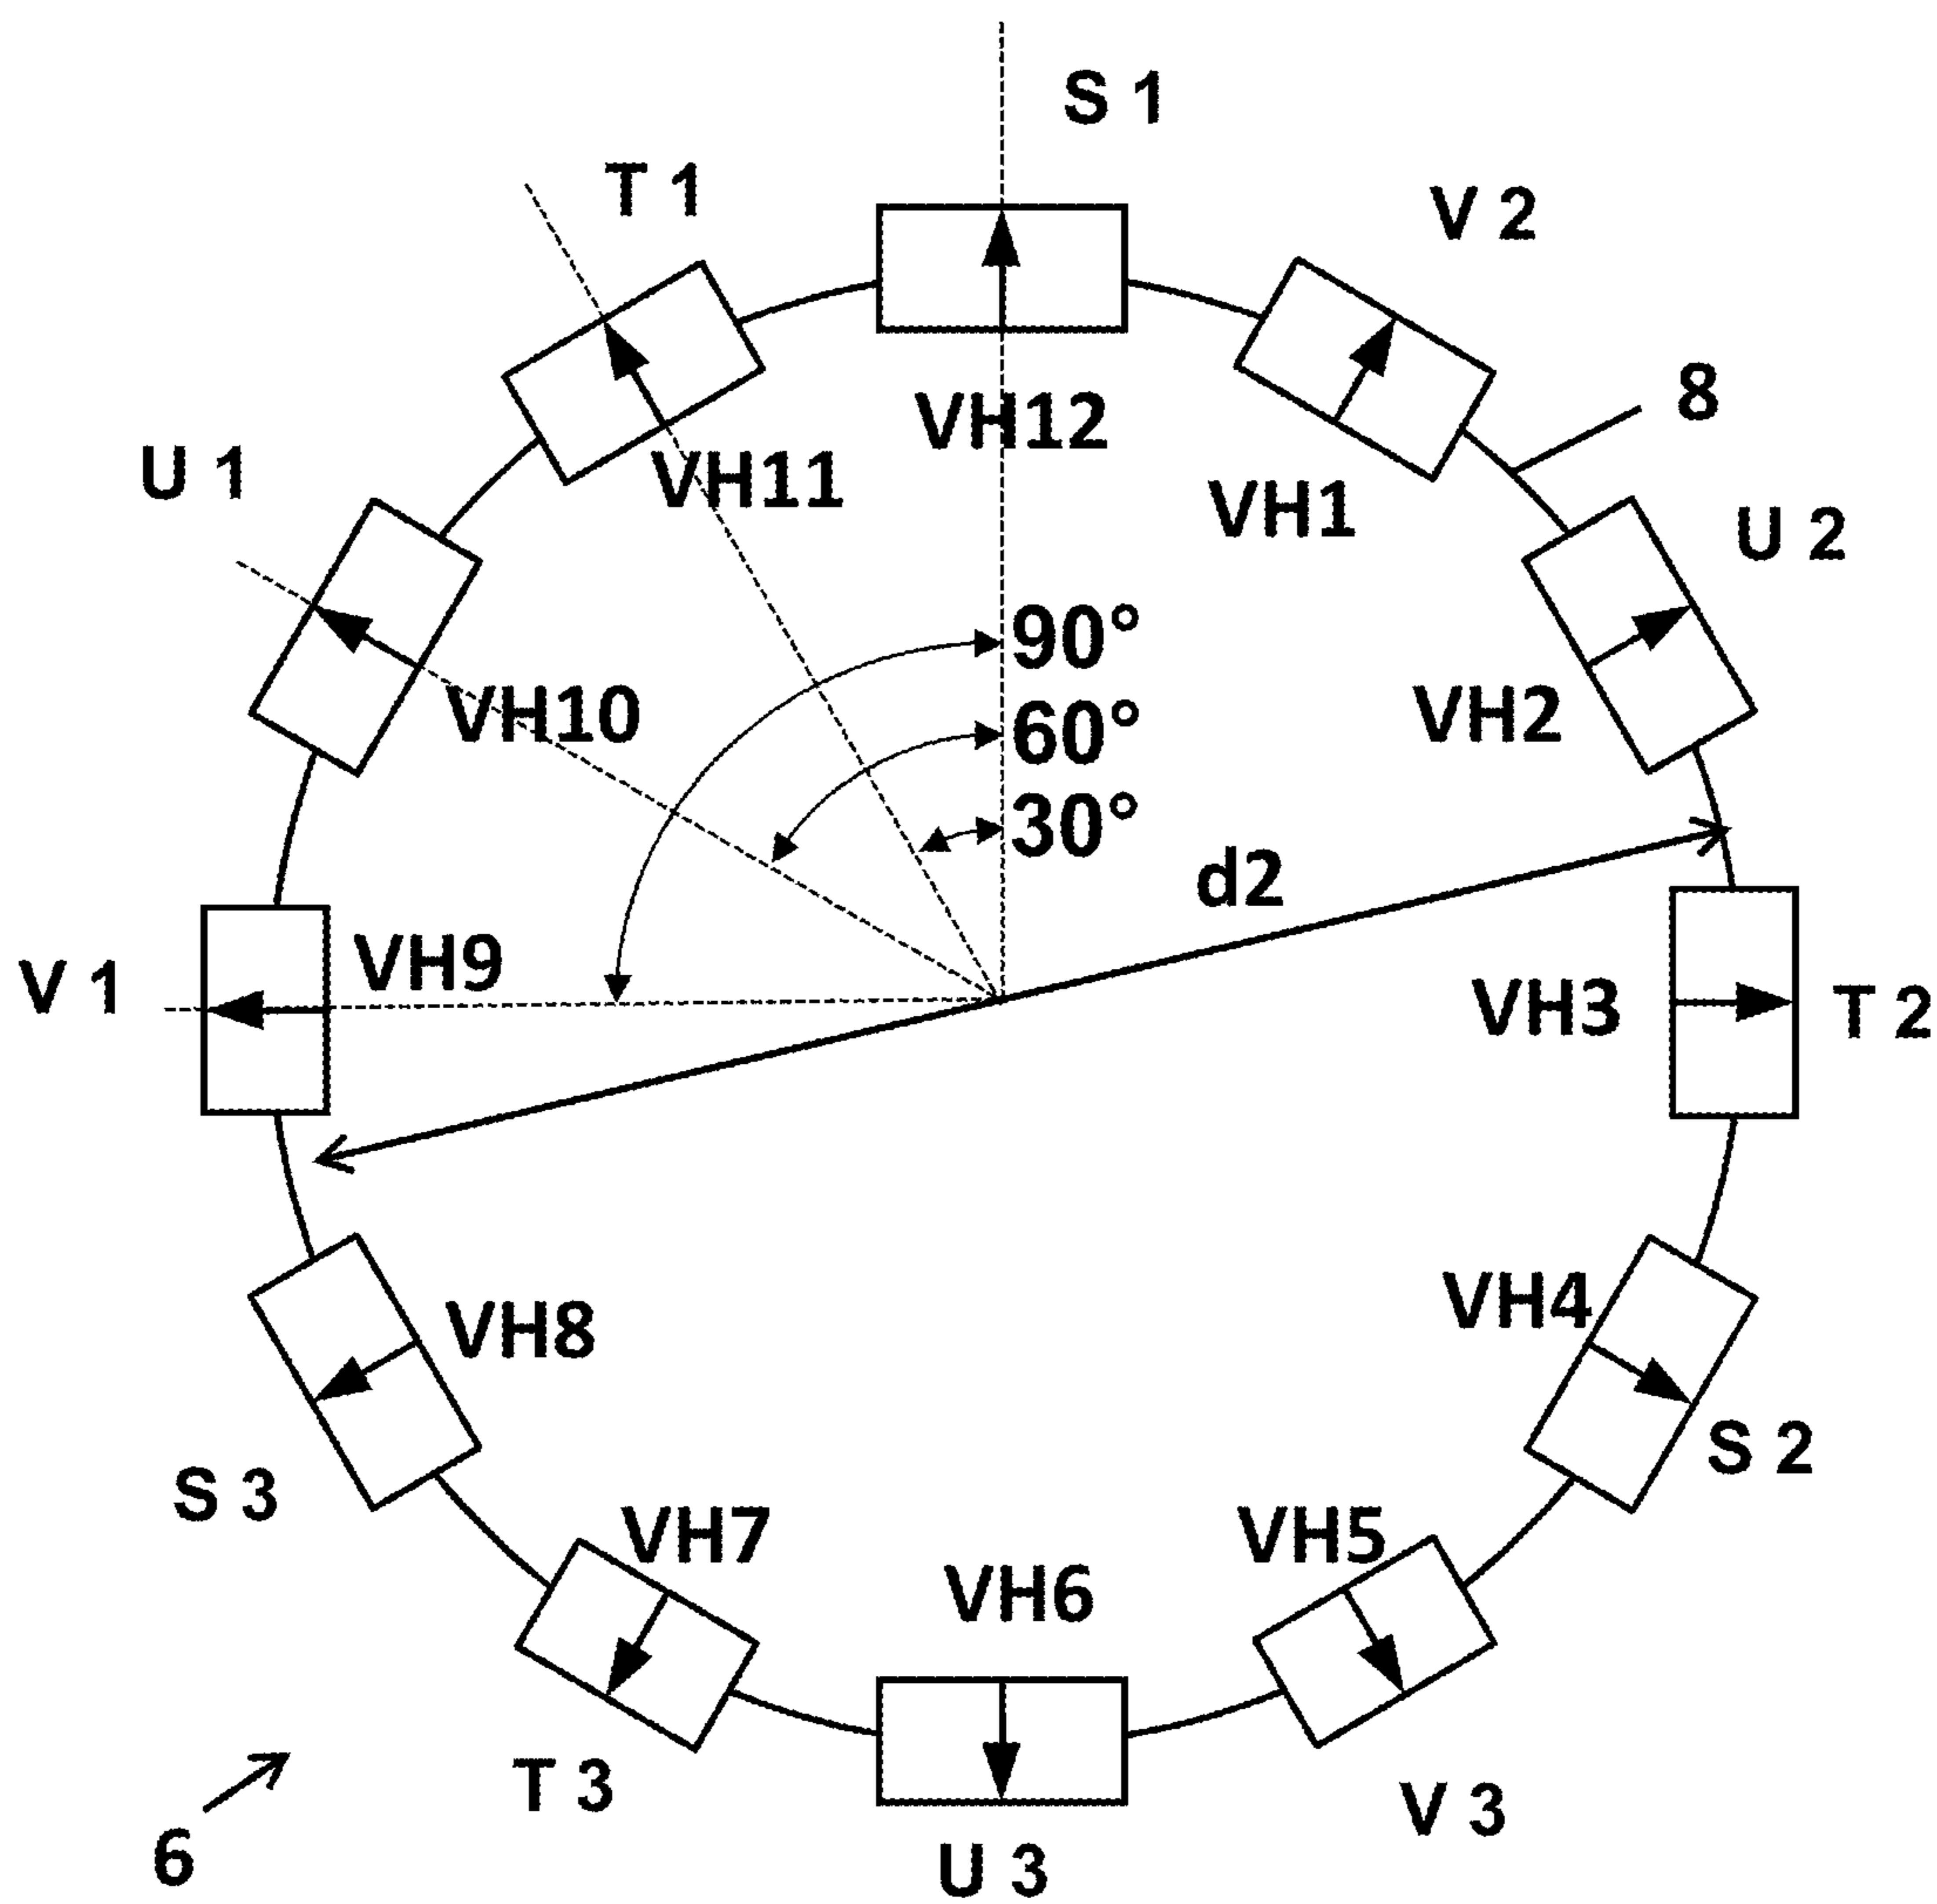 S 1
T 1
V 2
8
VH12
U 1
VH11
VH1
U 2
90°
VH10
60°
VH2
30°
d2
V 1
VH9
VH3
T 2
VH4
VH8
S 2
S 3
VH7
VH5
VH6
T 3
V 3
6
U 3